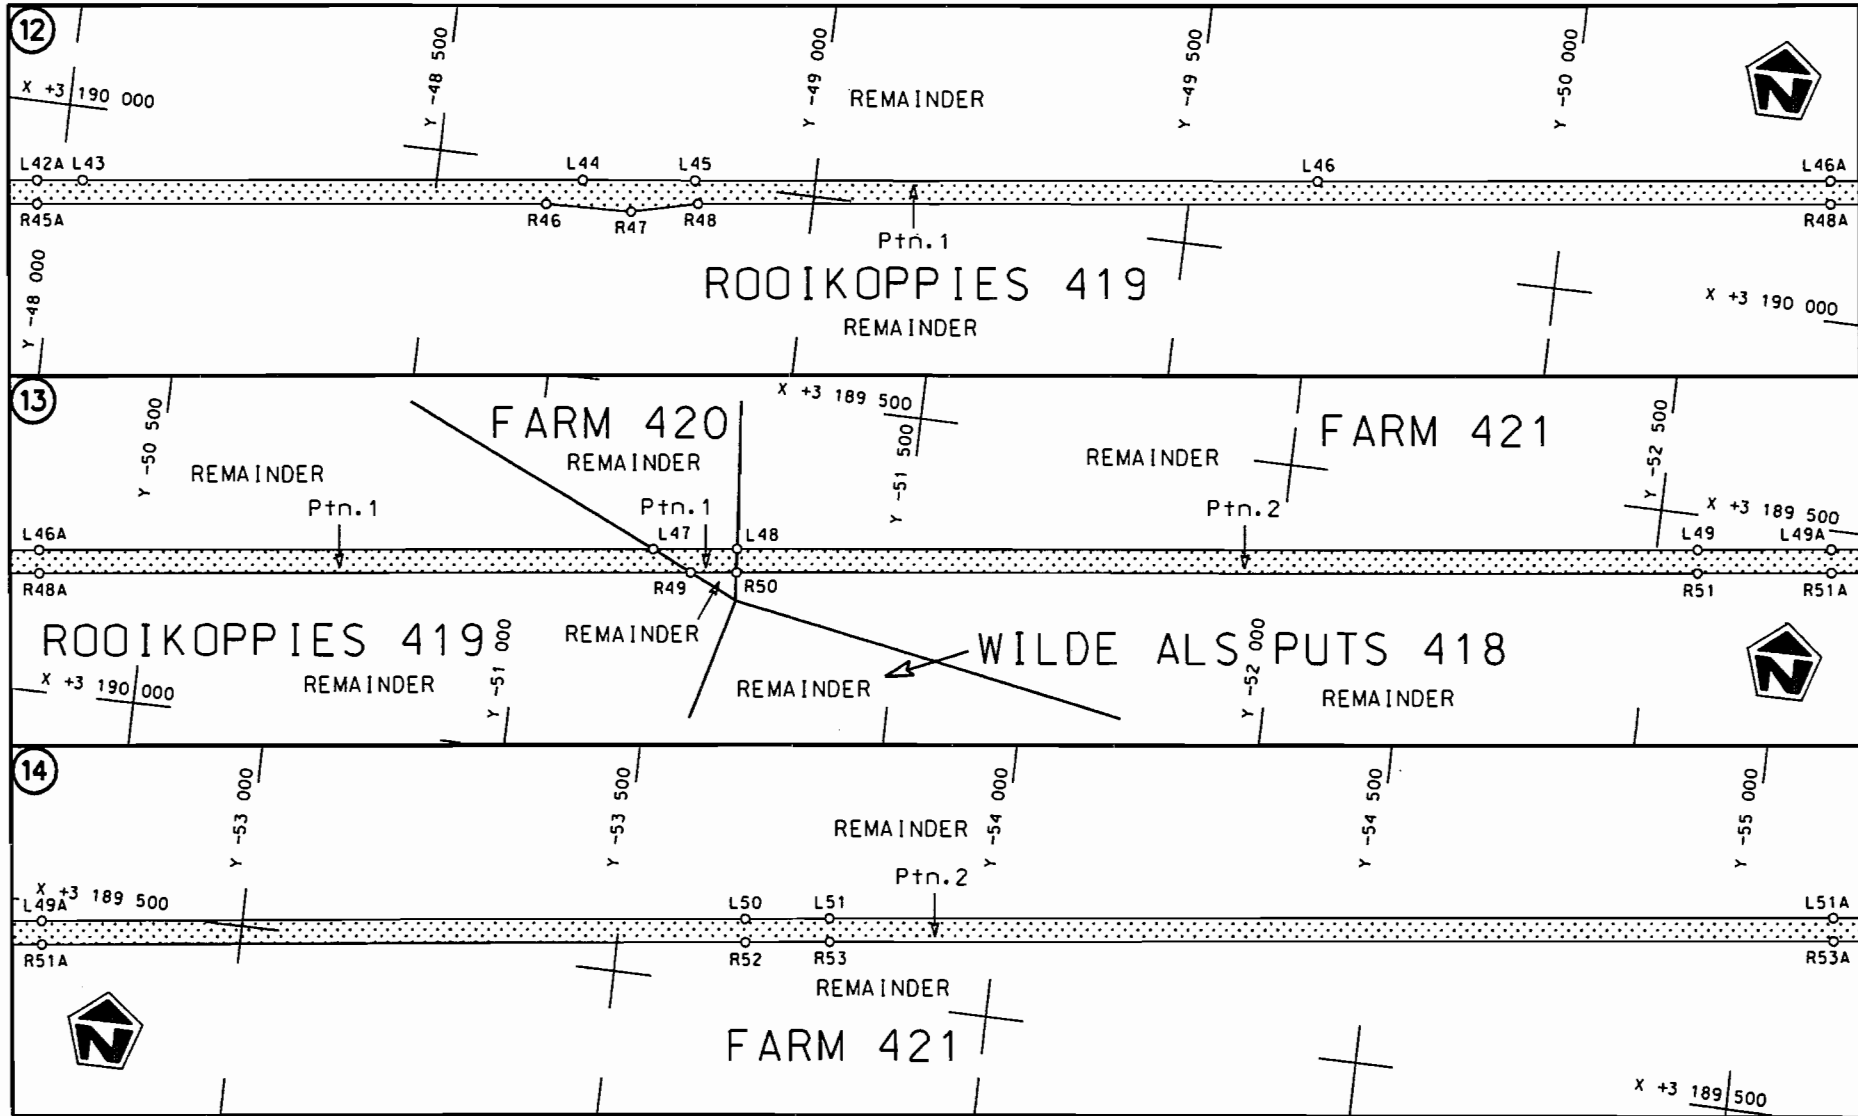 12
X +3 190 000
Y -48 500
Y -49 000
REMAINDER
Y -49 500
Y -50 000
N
L42A L43 L44 L45 L46 L46A
R45A R46 R47 R48 R48A
Y -48 000
Ptn.1
ROOIKOPPIES 419
REMAINDER
X +3 190 000
13
Y -50 500
REMAINDER
FARM 420
REMAINDER
X +3 189 500
Y -51 500
REMAINDER
FARM 421
Y -52 500
Ptn.1
Ptn.1
Ptn.2
X +3 189 500
L46A L47 L48 L49 L49A
R48A R49 R50 R51 R51A
ROOIKOPPIES 419
X +3 190 000
REMAINDER
Y -51 000
REMAINDER
REMAINDER
WILDE ALS PUTS 418
Y -52 000
REMAINDER
N
14
Y -53 000
Y -53 500
REMAINDER
Y -54 000
Y -54 500
Y -55 000
Ptn.2
X +3 189 500
L49A L50 L51 L51A
R51A R52 R53 R53A
REMAINDER
N
FARM 421
X +3 189 500